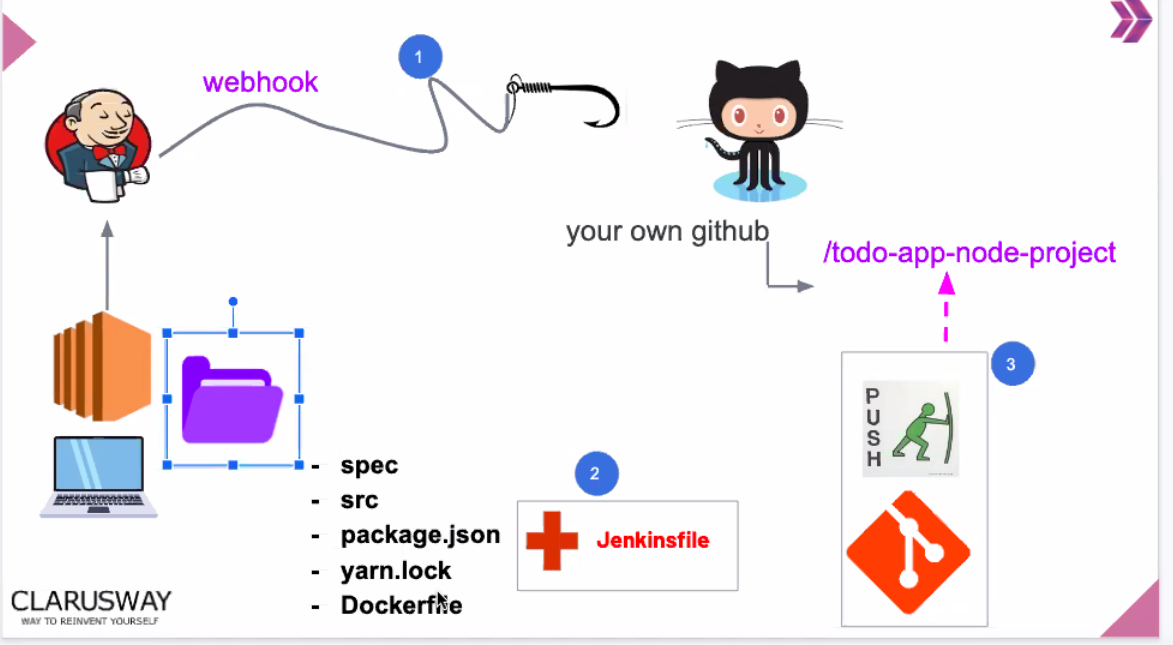 1
webhook
your own github
/todo-app-node-project
3
PUSH
- spec
- src
- package.json
- yarn.lock
- Dockerfile
2
Jenkinsfile
CLARUSWAY
WAY TO REINVENT YOURSELF